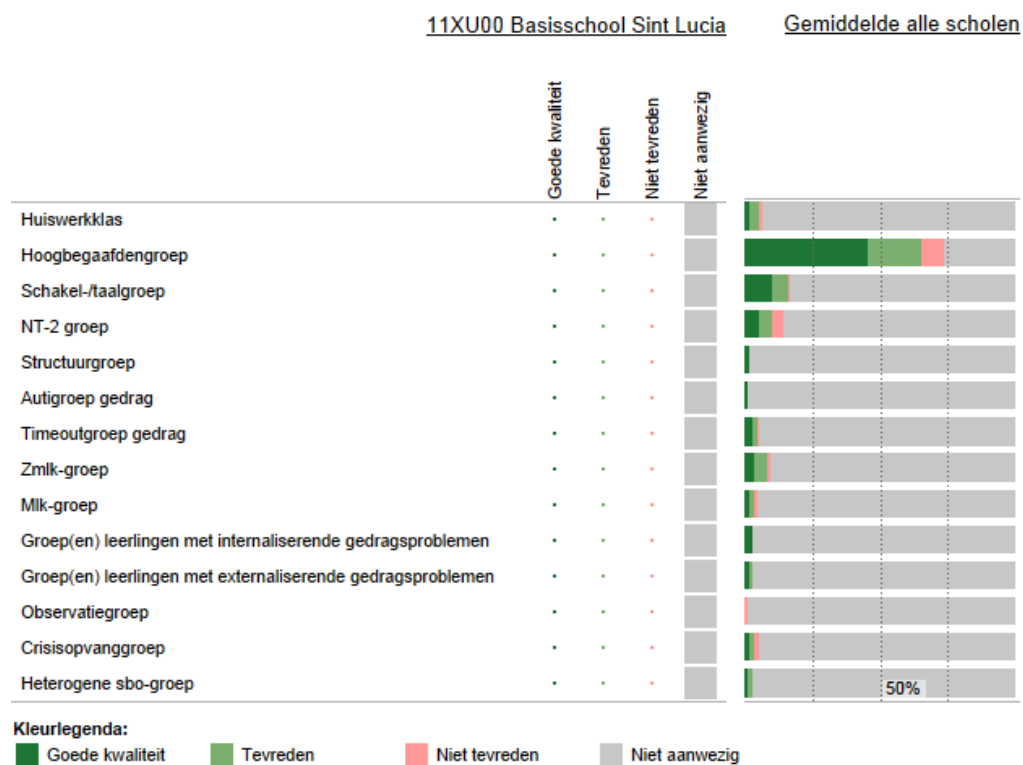 11XU00 Basisschool Sint Lucia
Gemiddelde alle scholen
Goede kwaliteit
Tevreden
Niet tevreden
Niet aanwezig
Huiswerkklas
Hoogbegaafdengroep
Schakel-/taalgroep
NT-2 groep
Structuurgroep
Autigroep gedrag
Timeoutgroep gedrag
Zmlk-groep
Mlk-groep
Groep(en) leerlingen met internaliserende gedragsproblemen
Groep(en) leerlingen met externaliserende gedragsproblemen
Observatiegroep
Crisisopvanggroep
Heterogene sbo-groep
50%
Kleurlegenda:
Goede kwaliteit
Tevreden
Niet tevreden
Niet aanwezig